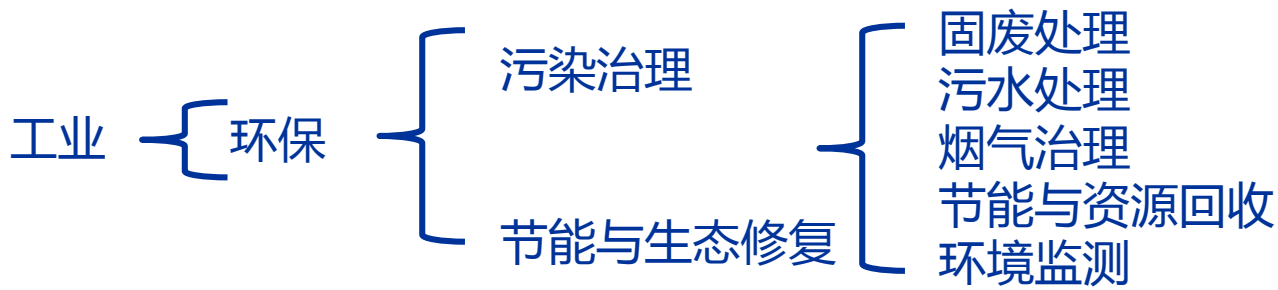 工业
环保
污染治理
节能与生态修复
固废处理
污水处理
烟气治理
节能与资源回收
环境监测